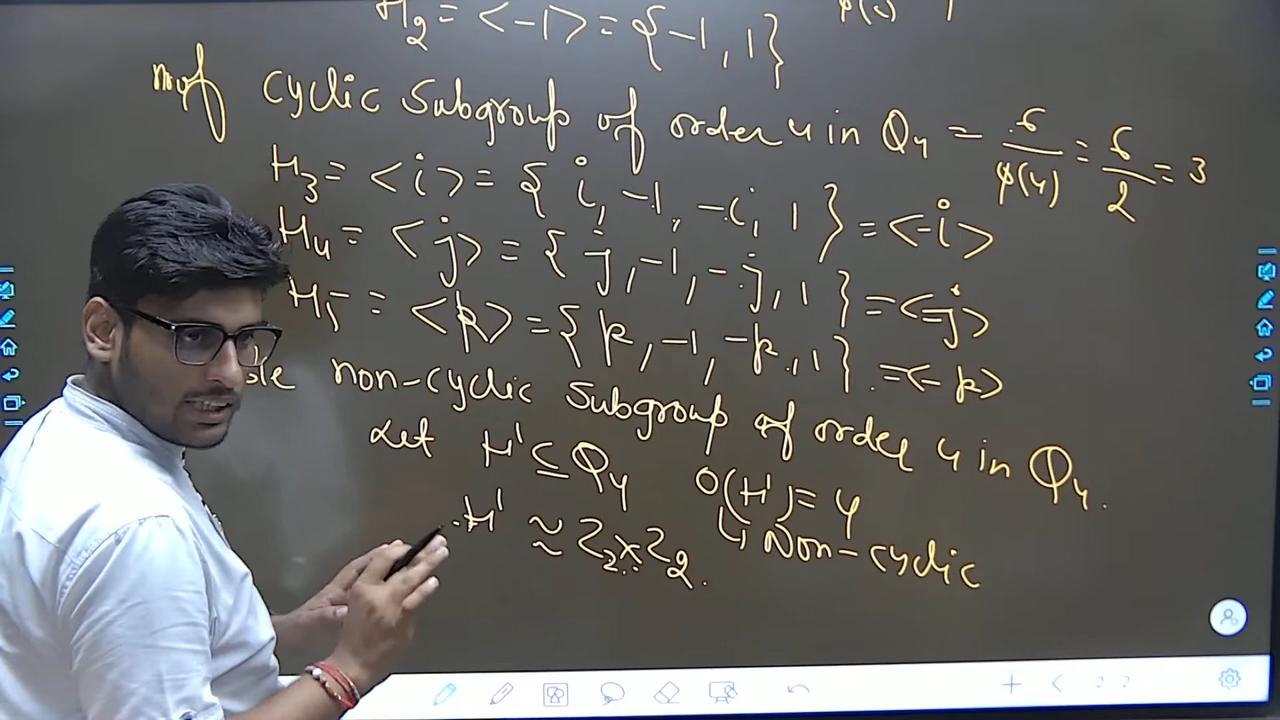 H₂ = <-1> = {-1, 1}
no of cyclic Subgroup of order 4 in Q₄ = 6/φ(4) = 6/2 = 3
H₃ = <i> = {i, -1, -i, 1} = <-i>
H₄ = <j> = {j, -1, -j, 1} = <-j>
H₅ = <k> = {k, -1, -k, 1} = <-k>
non-cyclic Subgroup of order 4 in Q₄.
Let H' ⊆ Q₄ O(H') = 4
H' ≈ Z₂×Z₂. ↳ Non-cyclic